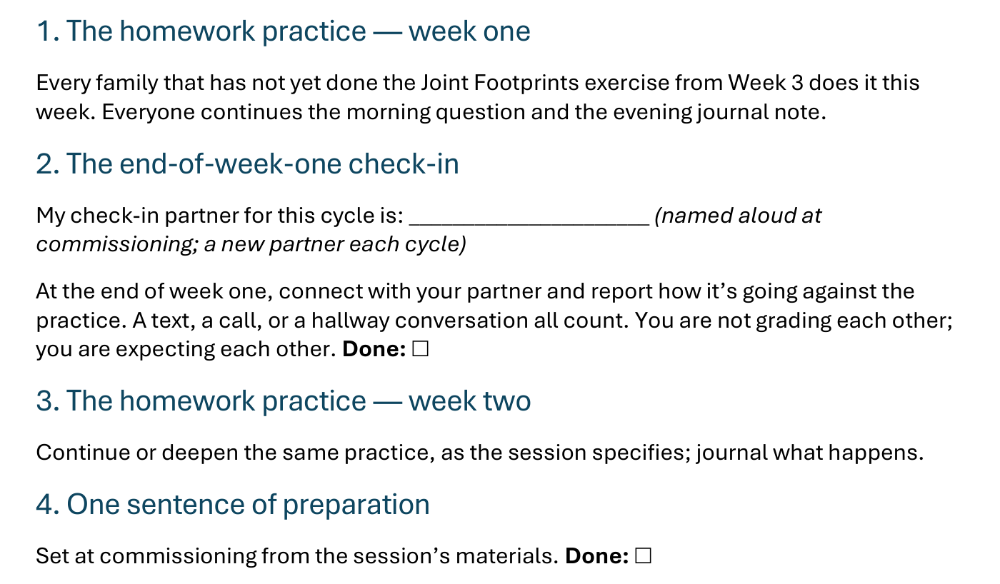 1. The homework practice — week one
Every family that has not yet done the Joint Footprints exercise from Week 3 does it this
week. Everyone continues the morning question and the evening journal note.
2. The end-of-week-one check-in
My check-in partner for this cycle is: ______________________ (named aloud at
commissioning; a new partner each cycle)
At the end of week one, connect with your partner and report how it’s going against the
practice. A text, a call, or a hallway conversation all count. You are not grading each other;
you are expecting each other. Done: ☐
3. The homework practice — week two
Continue or deepen the same practice, as the session specifies; journal what happens.
4. One sentence of preparation
Set at commissioning from the session’s materials. Done: ☐